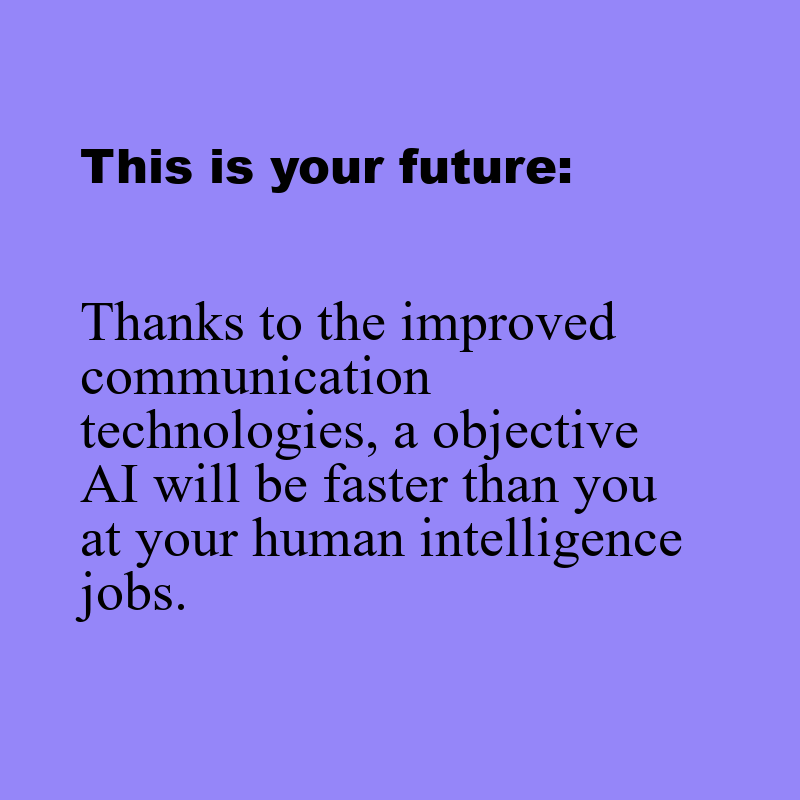 This is your future:
Thanks to the improved
communication
technologies, a objective
AI will be faster than you
at your human intelligence
jobs.